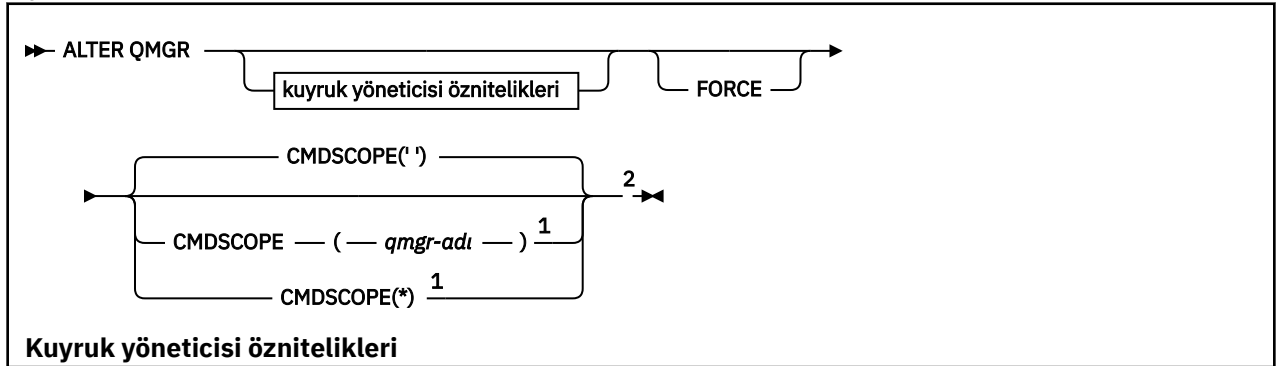 ALTER QMGR
kuyruk yöneticisi öznitelikleri
FORCE
CMDSCOPE(' ')
2
CMDSCOPE ( qmgr-adı ) 1
CMDSCOPE(*) 1
Kuyruk yöneticisi öznitelikleri